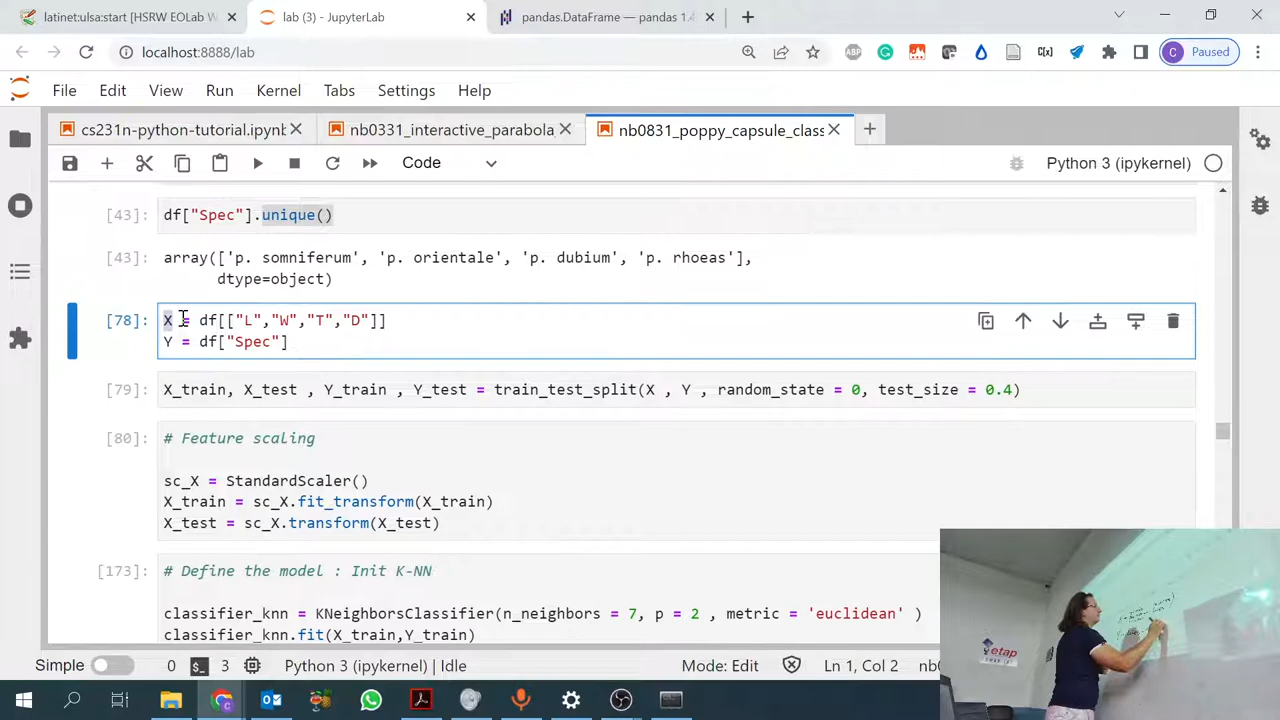 latinet:ulsa:start [HSRW EOLab W
lab (3) - JupyterLab
pandas.DataFrame — pandas 1.4
localhost:8888/lab
ABP
C[x]
C Paused
File Edit View Run Kernel Tabs Settings Help
cs231n-python-tutorial.ipynb
nb0331_interactive_parabola
nb0831_poppy_capsule_class
Code
Python 3 (ipykernel)
[43]: df["Spec"].unique()
[43]: array(['p. somniferum', 'p. orientale', 'p. dubium', 'p. rhoeas'],
dtype=object)
[78]: X = df[["L","W","T","D"]]
Y = df["Spec"]
[79]: X_train, X_test , Y_train , Y_test = train_test_split(X , Y , random_state = 0, test_size = 0.4)
[80]: # Feature scaling
sc_X = StandardScaler()
X_train = sc_X.fit_transform(X_train)
X_test = sc_X.transform(X_test)
[173]: # Define the model : Init K-NN
classifier_knn = KNeighborsClassifier(n_neighbors = 7, p = 2 , metric = 'euclidean' )
classifier_knn.fit(X_train,Y_train)
etap
Simple 0 3 Python 3 (ipykernel) | Idle Mode: Edit Ln 1, Col 2 nb0